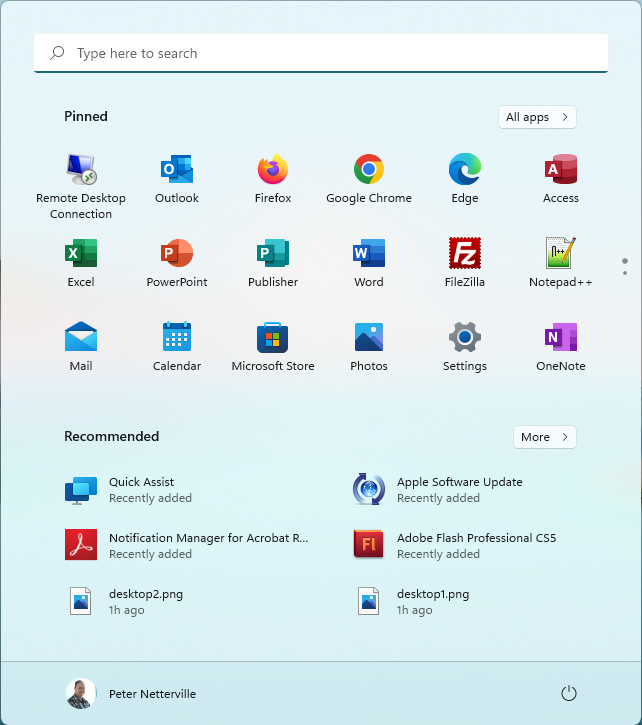 Type here to search
Pinned
All apps
Remote Desktop
Connection
Outlook
Firefox
Google Chrome
Edge
Access
Excel
PowerPoint
Publisher
Word
FileZilla
Notepad++
Mail
Calendar
Microsoft Store
Photos
Settings
OneNote
Recommended
More
Quick Assist
Recently added
Apple Software Update
Recently added
Notification Manager for Acrobat R...
Recently added
Adobe Flash Professional CS5
Recently added
desktop2.png
1h ago
desktop1.png
1h ago
Peter Netterville